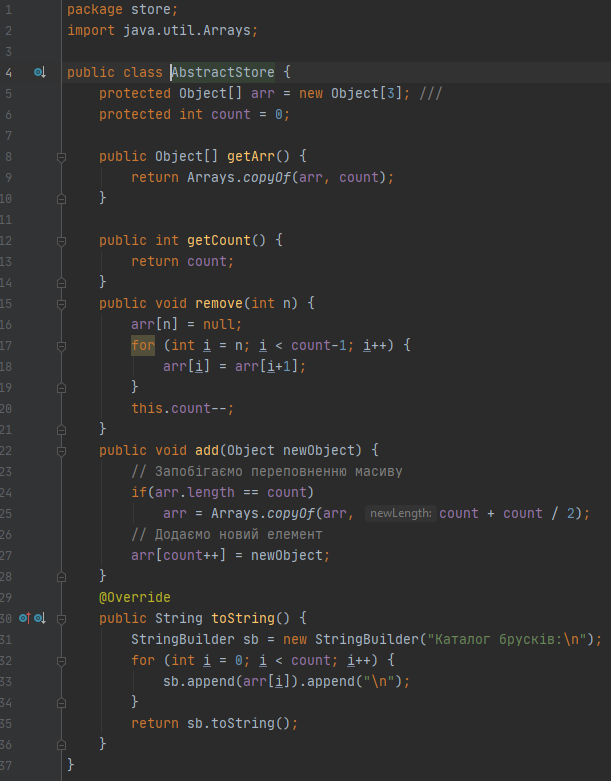 1 package store;
2 import java.util.Arrays;
3
4 public class AbstractStore {
5     protected Object[] arr = new Object[3]; ///
6     protected int count = 0;
7
8     public Object[] getArr() {
9         return Arrays.copyOf(arr, count);
10     }
11
12     public int getCount() {
13         return count;
14     }
15     public void remove(int n) {
16         arr[n] = null;
17         for (int i = n; i < count-1; i++) {
18             arr[i] = arr[i+1];
19         }
20         this.count--;
21     }
22     public void add(Object newObject) {
23         // Запобігаємо переповненню масиву
24         if(arr.length == count)
25             arr = Arrays.copyOf(arr, newLength: count + count / 2);
26         // Додаємо новий елемент
27         arr[count++] = newObject;
28     }
29     @Override
30     public String toString() {
31         StringBuilder sb = new StringBuilder("Каталог брусків:\n");
32         for (int i = 0; i < count; i++) {
33             sb.append(arr[i]).append("\n");
34         }
35         return sb.toString();
36     }
37 }